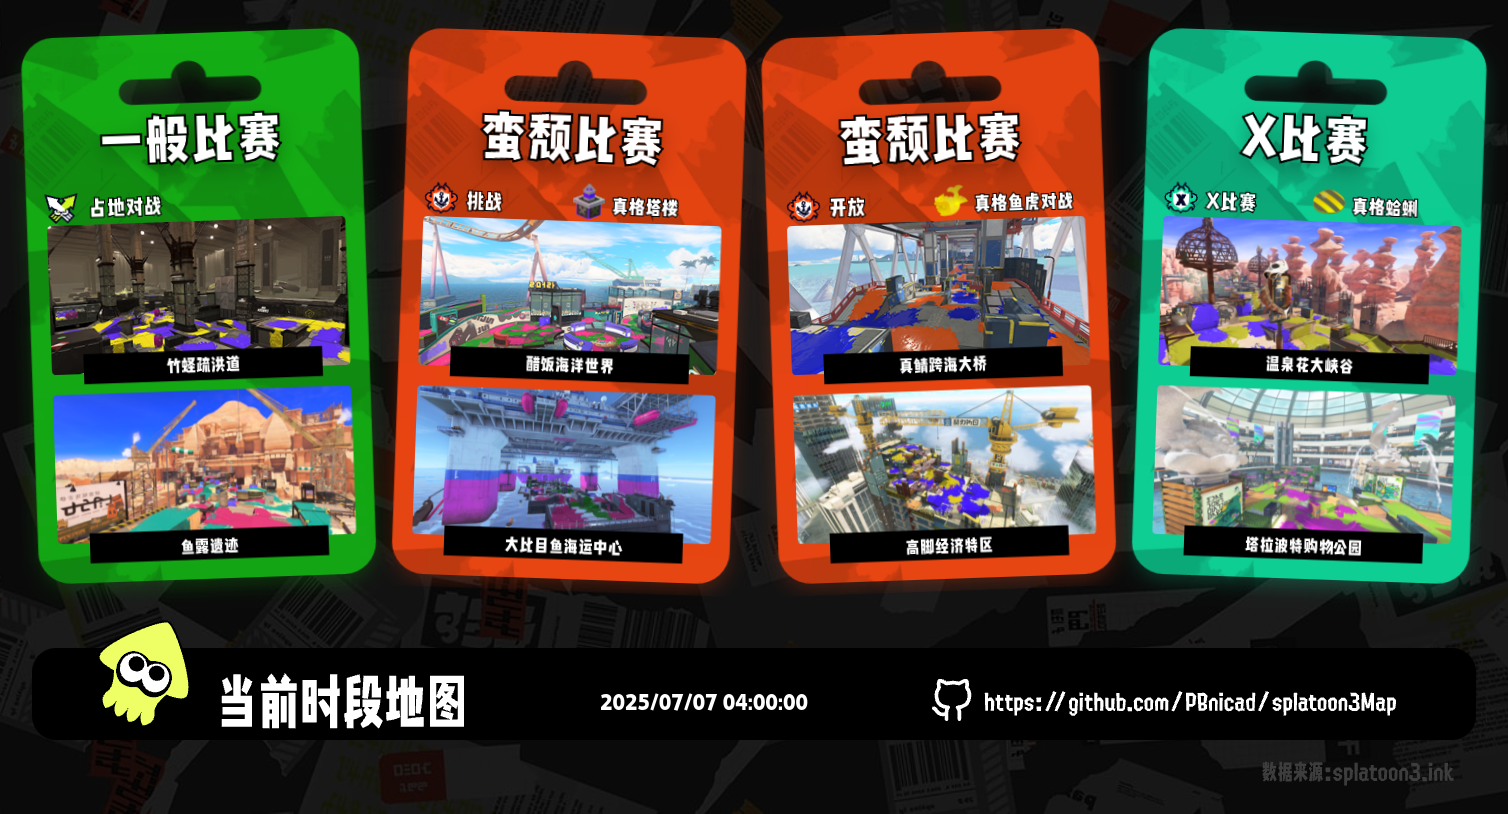 一般比赛
占地对战
竹蛏疏洪道
鱼露遗迹
蛮颓比赛
挑战
真格塔楼
醋饭海洋世界
大比目鱼海运中心
蛮颓比赛
开放
真格鱼虎对战
真鲭跨海大桥
高脚经济特区
X比赛
X比赛
真格蛤蜊
温泉花大峡谷
塔拉波特购物公园
当前时段地图
2025/07/07 04:00:00
https://github.com/PBnicad/splatoon3Map
数据来源:splatoon3.ink